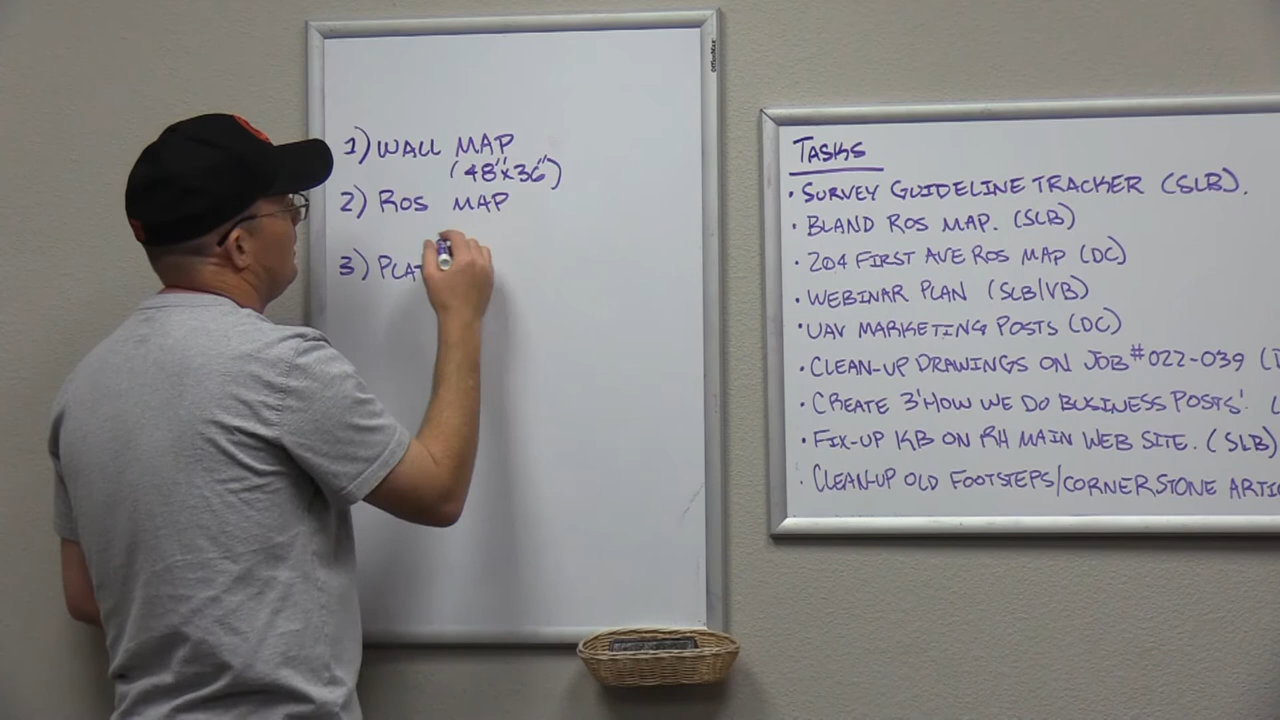 OfficeMax
1) WALL MAP
(48"x36")
2) ROS MAP
3) PLAT
TASKS
• SURVEY GUIDELINE TRACKER (SLB).
• BLAND ROS MAP. (SLB)
• 204 FIRST AVE ROS MAP (DC)
• WEBINAR PLAN (SLB/VB)
• UAV MARKETING POSTS (DC)
• CLEAN-UP DRAWINGS ON JOB #022-039 (
• CREATE 3 'HOW WE DO BUSINESS POSTS'. (
• FIX-UP KB ON RH MAIN WEB SITE. (SLB)
• CLEAN-UP OLD FOOTSTEPS/CORNERSTONE